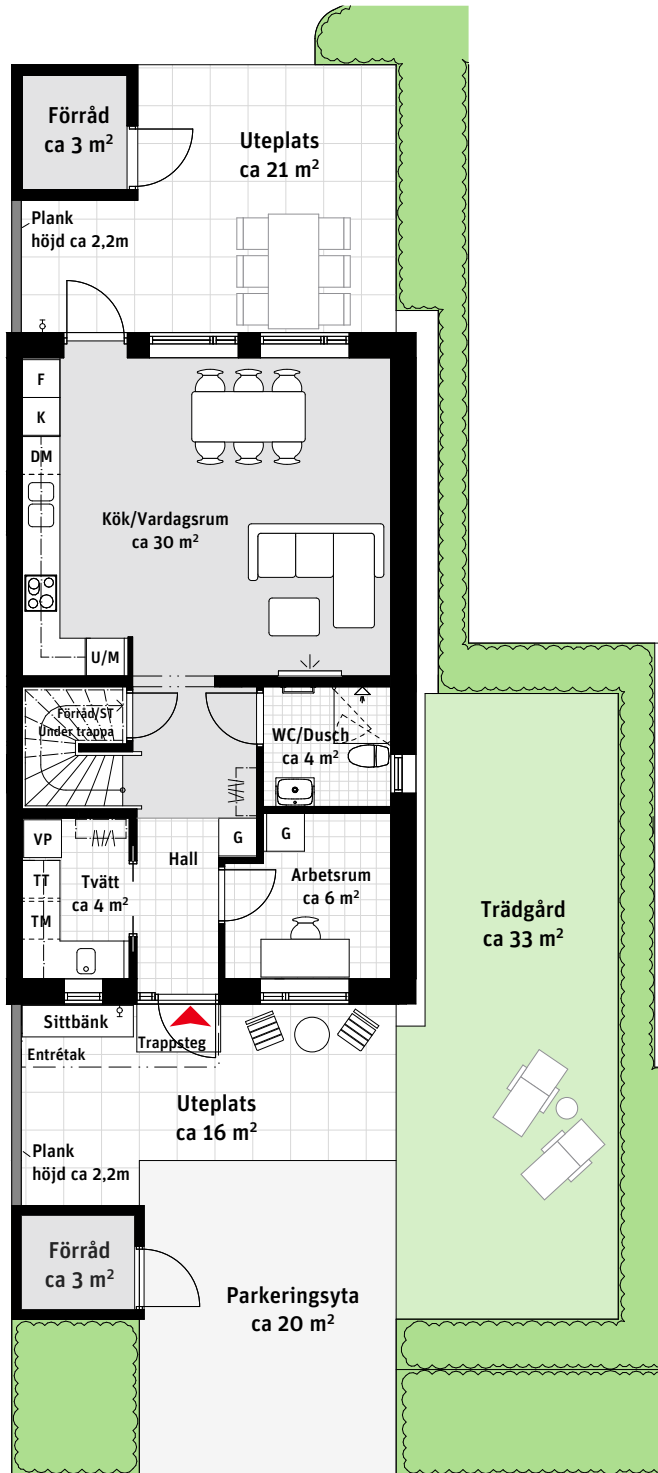 Förråd
ca 3 m²
Uteplats
ca 21 m²
Plank
höjd ca 2,2m
F
K
DM
Kök/Vardagsrum
ca 30 m²
U/M
Förråd/ST
Under trappa
WC/Dusch
ca 4 m²
VP
G
G
Hall
TT
Tvätt
ca 4 m²
TM
Arbetsrum
ca 6 m²
Trädgård
ca 33 m²
Sittbänk
Trappsteg
Entrétak
Uteplats
ca 16 m²
Plank
höjd ca 2,2m
Förråd
ca 3 m²
Parkeringsyta
ca 20 m²